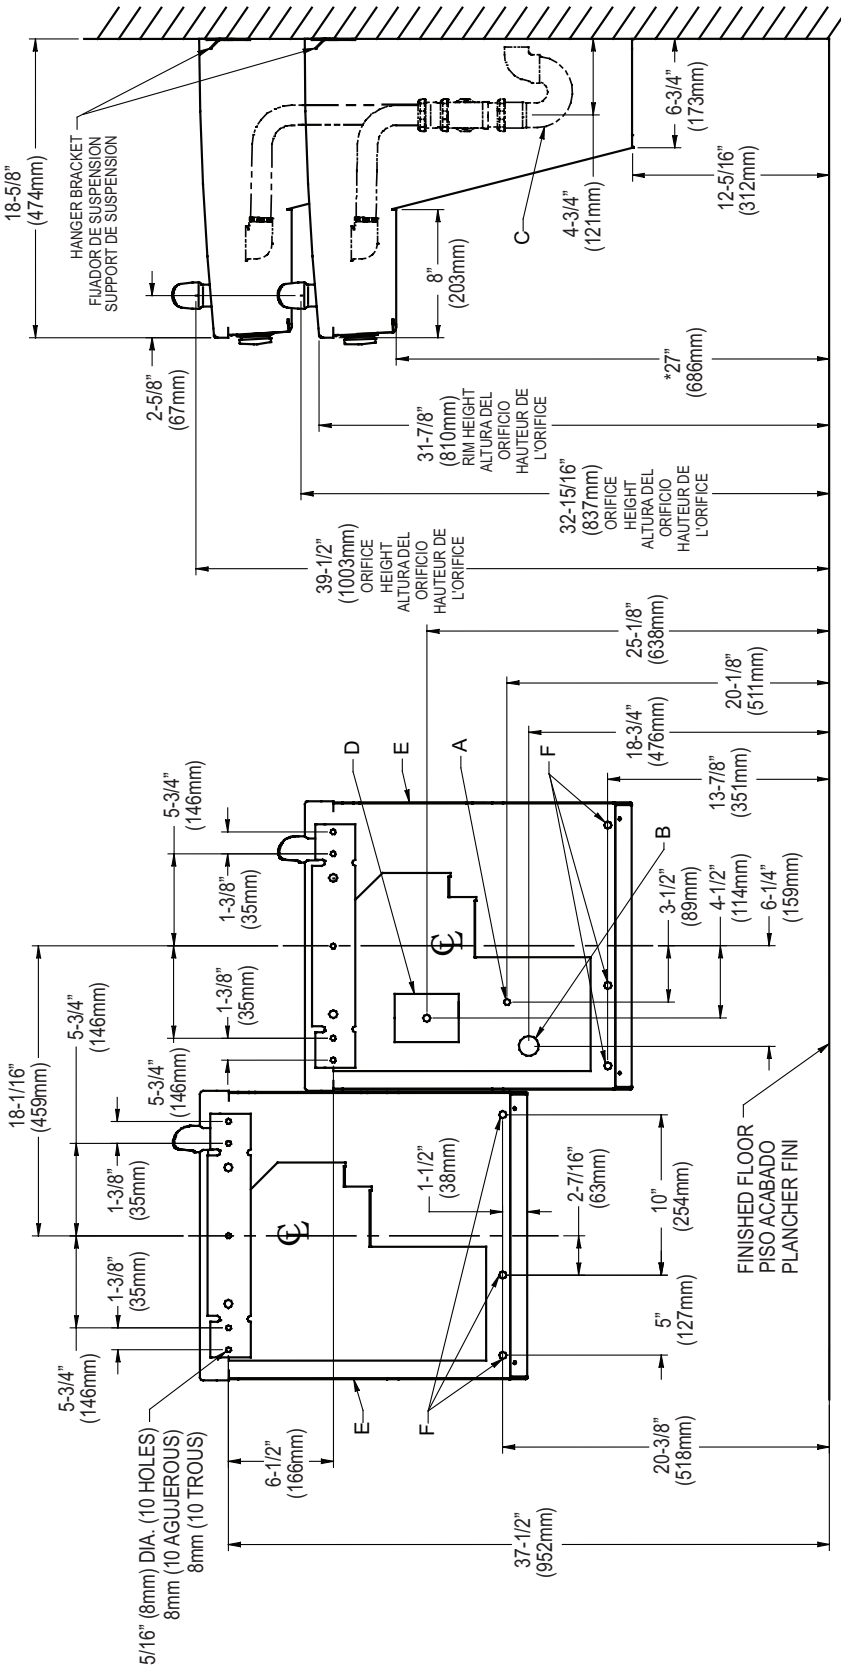 18-1/16”
(459mm)
5-3/4”
(146mm)
5-3/4”
(146mm)
1-3/8”
(35mm)
1-3/8”
(35mm)
5-3/4”
(146mm)
5-3/4”
(146mm)
1-3/8”
(35mm)
1-3/8”
(35mm)
5/16” (8mm) DIA. (10 HOLES)
8mm (10 AGUJEROUS)
8mm (10 TROUS)
6-1/2”
(166mm)
CL
CL
D
E
A
F
B
E
F
1-1/2”
(38mm)
2-7/16”
(63mm)
10”
(254mm)
5”
(127mm)
20-3/8”
(518mm)
37-1/2”
(952mm)
3-1/2”
(89mm)
4-1/2”
(114mm)
6-1/4”
(159mm)
FINISHED FLOOR
PISO ACABADO
PLANCHER FINI
25-1/8”
(638mm)
20-1/8”
(511mm)
18-3/4”
(476mm)
13-7/8”
(351mm)
18-5/8”
(474mm)
HANGER BRACKET
FIJADOR DE SUSPENSION
SUPPORT DE SUSPENSION
2-5/8”
(67mm)
39-1/2”
(1003mm)
ORIFICE
HEIGHT
ALTURA DEL
ORIFICIO
HAUTEUR DE
L’ORIFICE
32-15/16”
(837mm)
ORIFICE
HEIGHT
ALTURA DEL
ORIFICIO
HAUTEUR DE
L’ORIFICE
31-7/8”
(810mm)
RIM HEIGHT
ALTURA DEL
ORIFICIO
HAUTEUR DE
L’ORIFICE
*27”
(686mm)
8”
(203mm)
C
4-3/4”
(121mm)
6-3/4”
(173mm)
12-5/16”
(312mm)